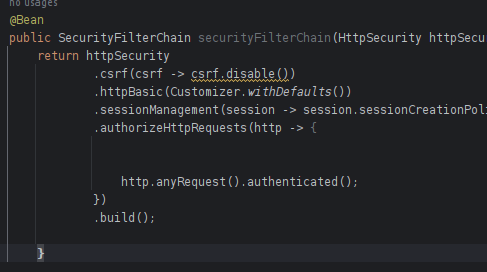 no usages
@Bean
public SecurityFilterChain securityFilterChain(HttpSecurity httpSecu
return httpSecurity
.csrf(csrf -> csrf.disable())
.httpBasic(Customizer.withDefaults())
.sessionManagement(session -> session.sessionCreationPoli
.authorizeHttpRequests(http -> {
http.anyRequest().authenticated();
})
.build();
}